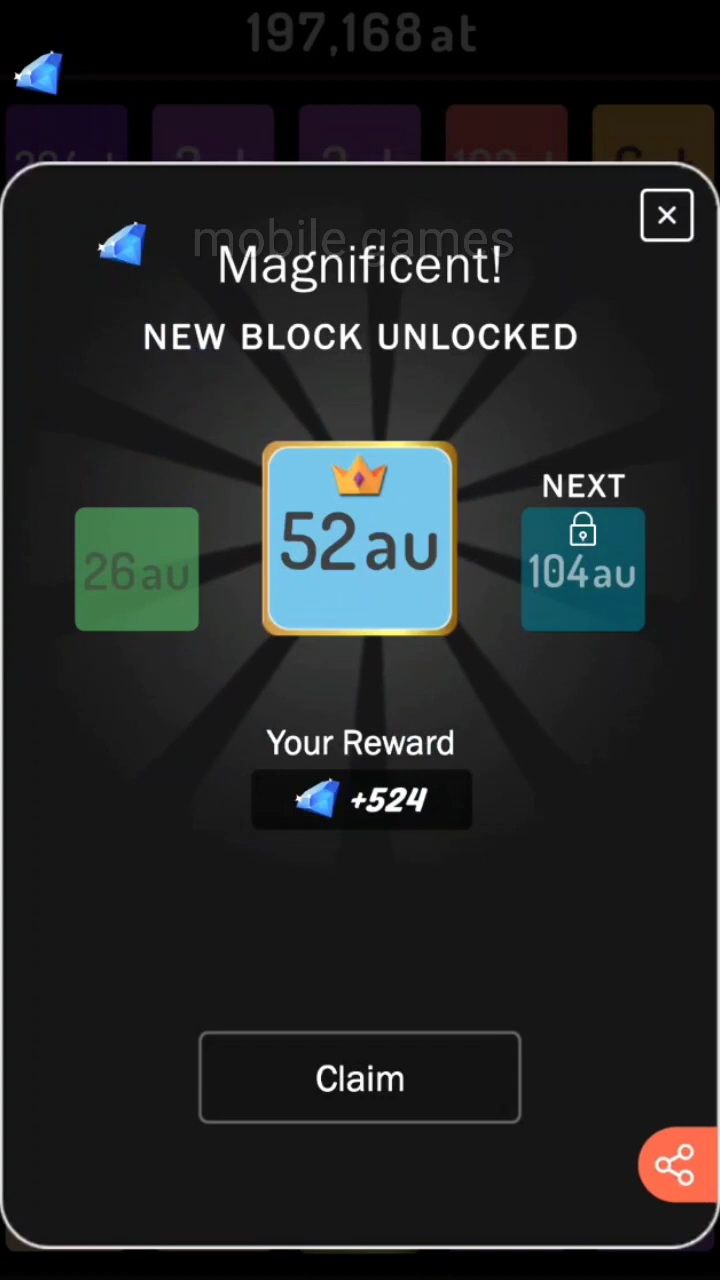 197,168at
mobile.games
Magnificent!
NEW BLOCK UNLOCKED
NEXT
26au
52au
104au
Your Reward
+524
Claim